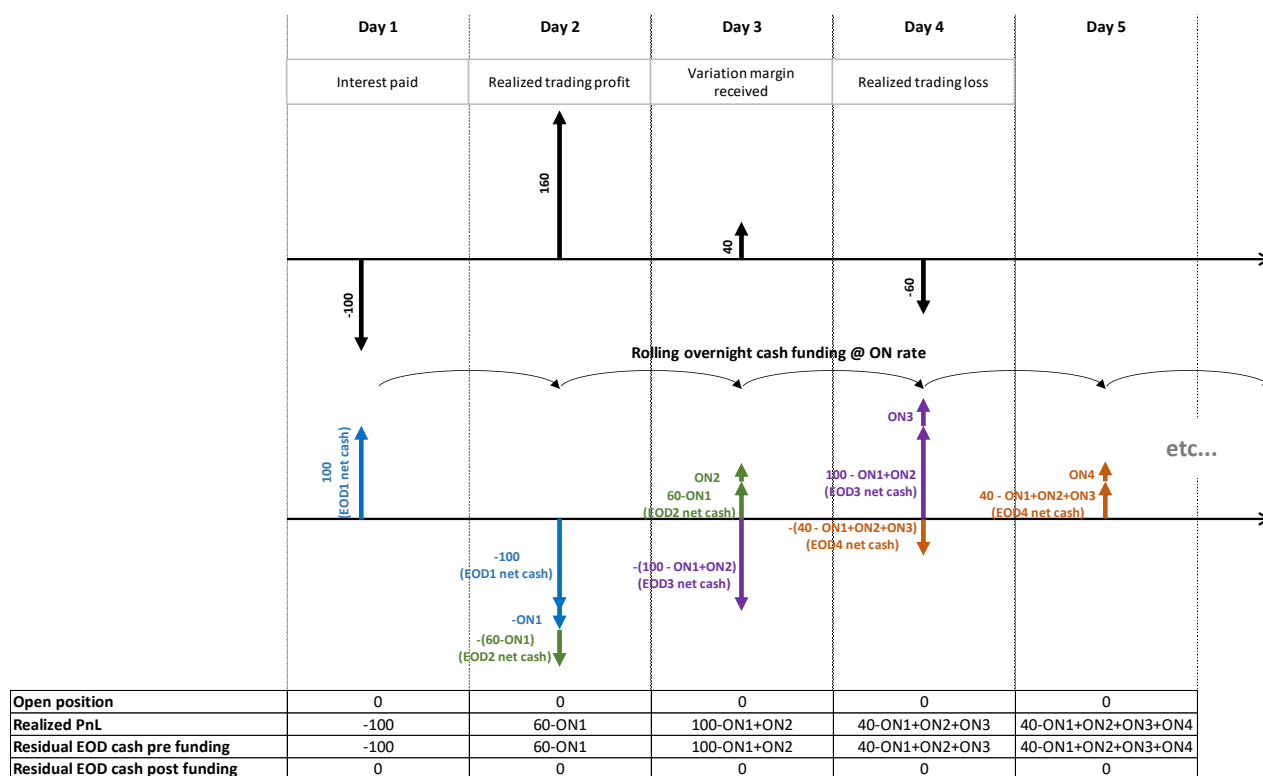 Day 1 Day 2 Day 3 Day 4 Day 5
Interest paid Realized trading profit Variation margin Realized trading loss
received
160
40
-100
-60
Rolling overnight cash funding @ ON rate
100
(EOD1 net cash)
-100
(EOD1 net cash)
-ON1
-(60-ON1)
(EOD2 net cash)
ON2
60-ON1
(EOD2 net cash)
-(100 - ON1+ON2)
(EOD3 net cash)
ON3
100 - ON1+ON2
(EOD3 net cash)
-(40 - ON1+ON2+ON3)
(EOD4 net cash)
ON4
40 - ON1+ON2+ON3
(EOD4 net cash)
etc...
Open position 0 0 0 0 0
Realized PnL -100 60-ON1 100-ON1+ON2 40-ON1+ON2+ON3 40-ON1+ON2+ON3+ON4
Residual EOD cash pre funding -100 60-ON1 100-ON1+ON2 40-ON1+ON2+ON3 40-ON1+ON2+ON3+ON4
Residual EOD cash post funding 0 0 0 0 0